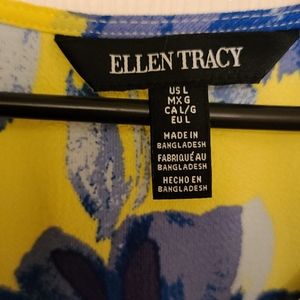 ELLEN TRACY
US L
MX G
CA L/G
EU L
MADE IN
BANGLADESH
FABRIQUÉ AU
BANGLADESH
HECHO EN
BANGLADESH